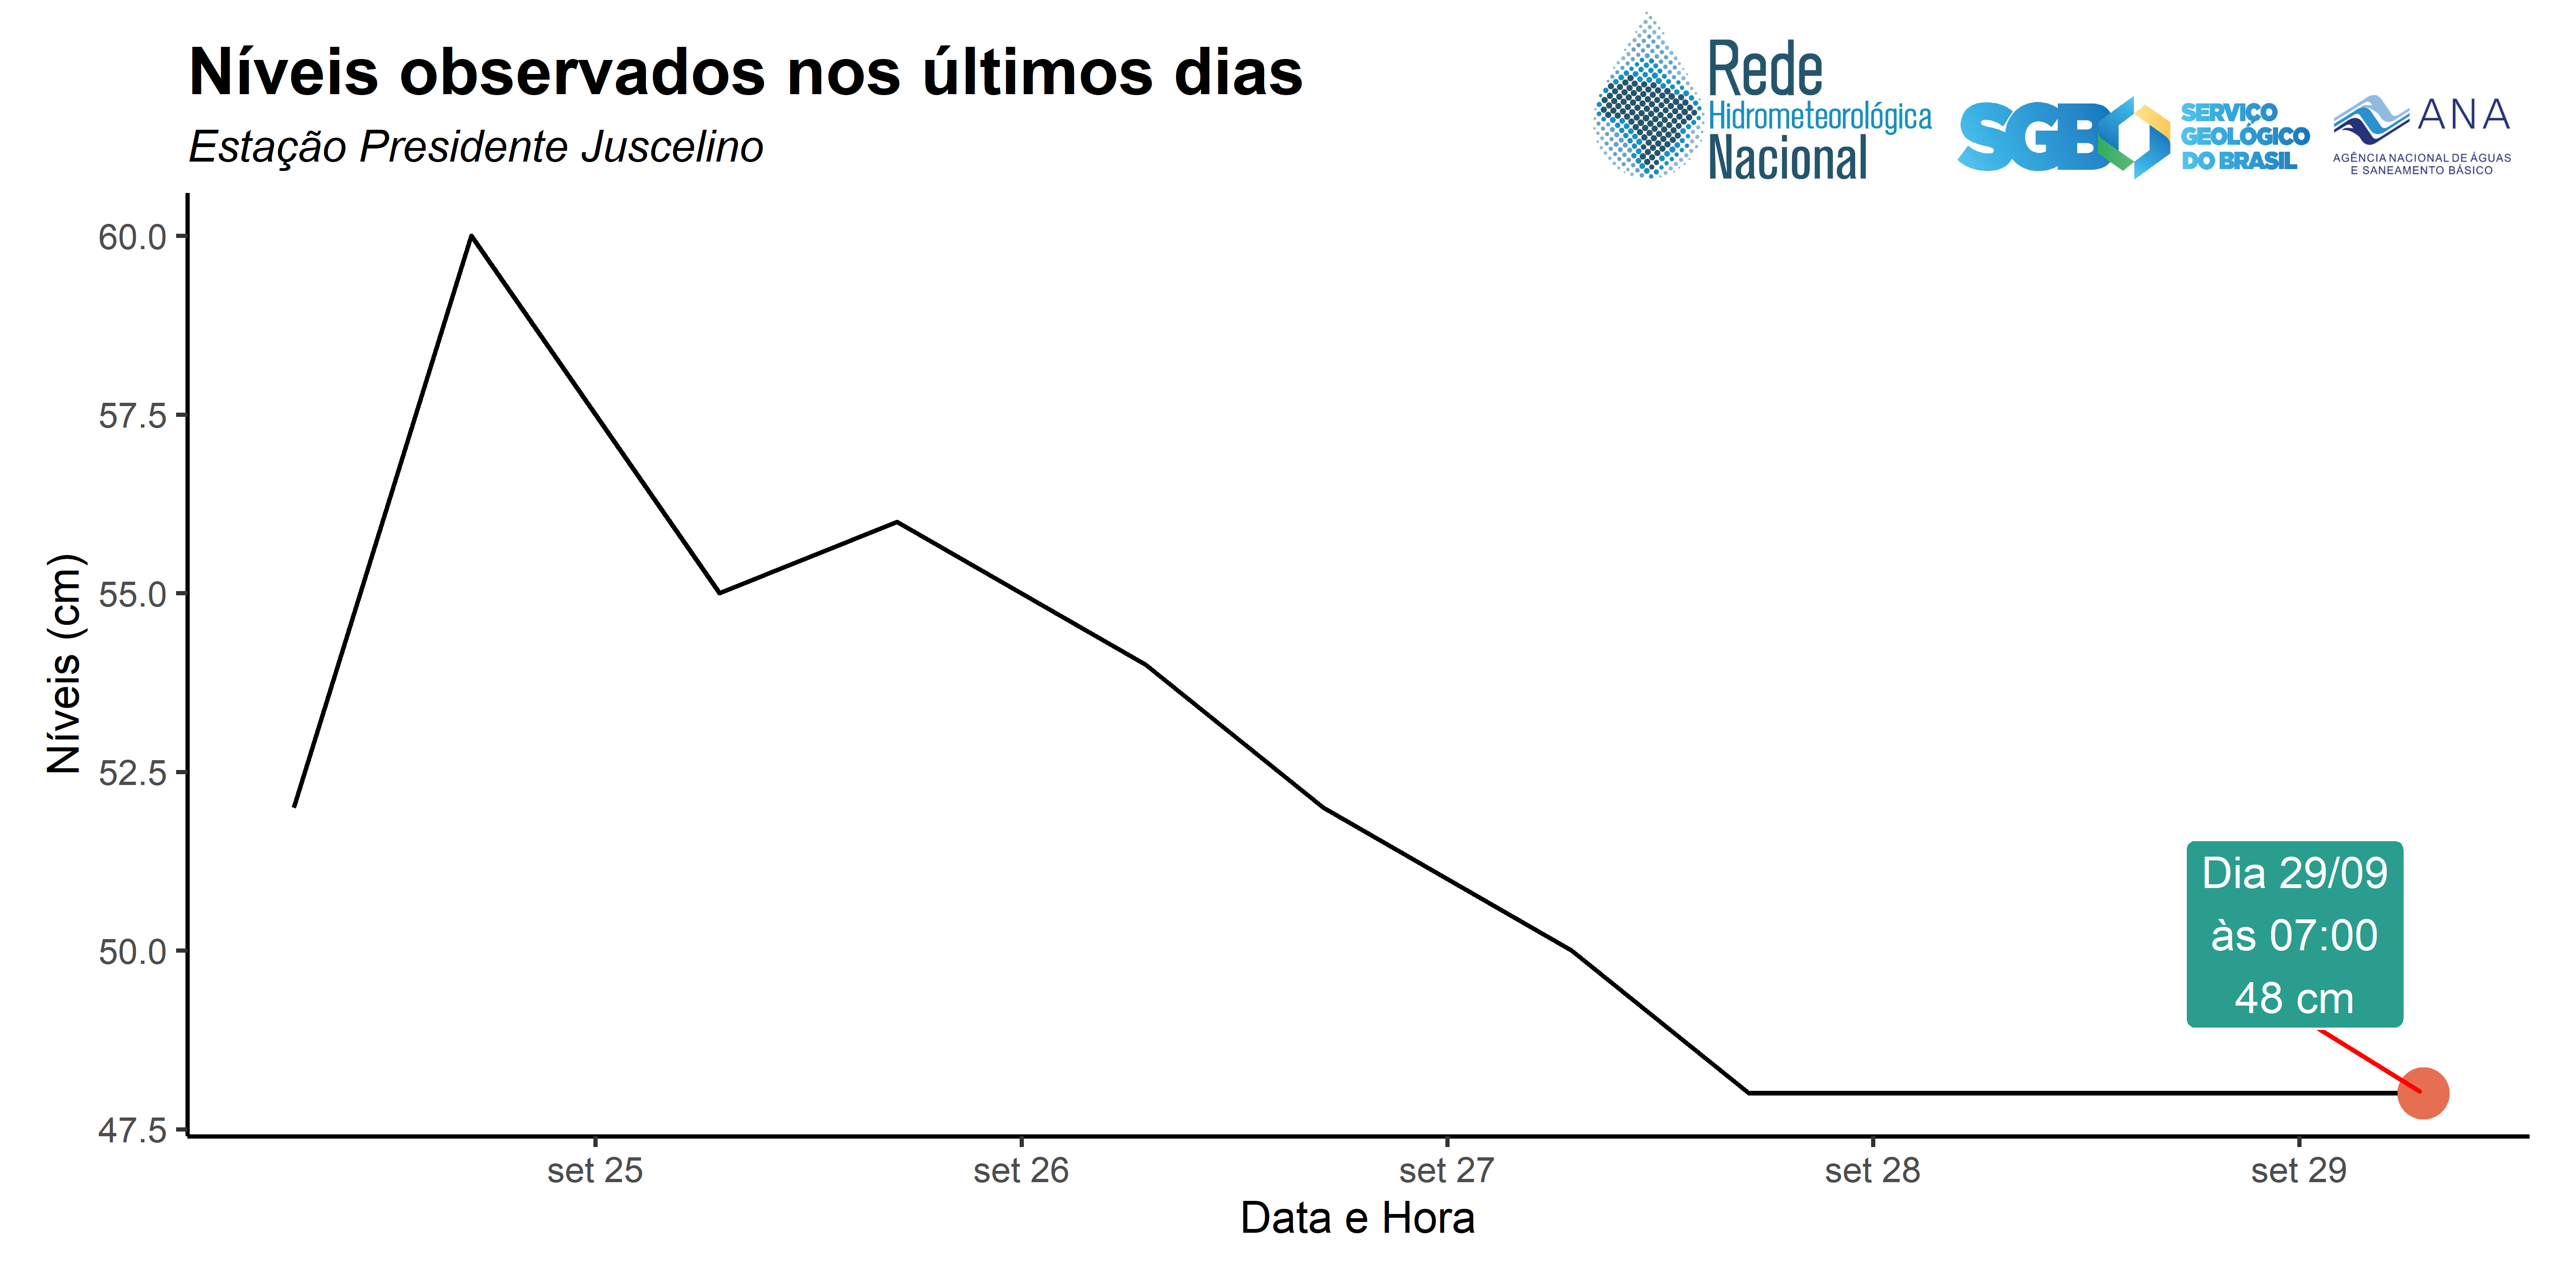 Níveis observados nos últimos dias
Estação Presidente Juscelino
Rede
Hidrometeorológica
Nacional
SGB
SERVIÇO
GEOLÓGICO
DO BRASIL
ANA
AGÊNCIA NACIONAL DE ÁGUAS
E SANEAMENTO BÁSICO
Níveis (cm)
60.0
57.5
55.0
52.5
50.0
47.5
Dia 29/09
às 07:00
48 cm
set 25
set 26
set 27
set 28
set 29
Data e Hora